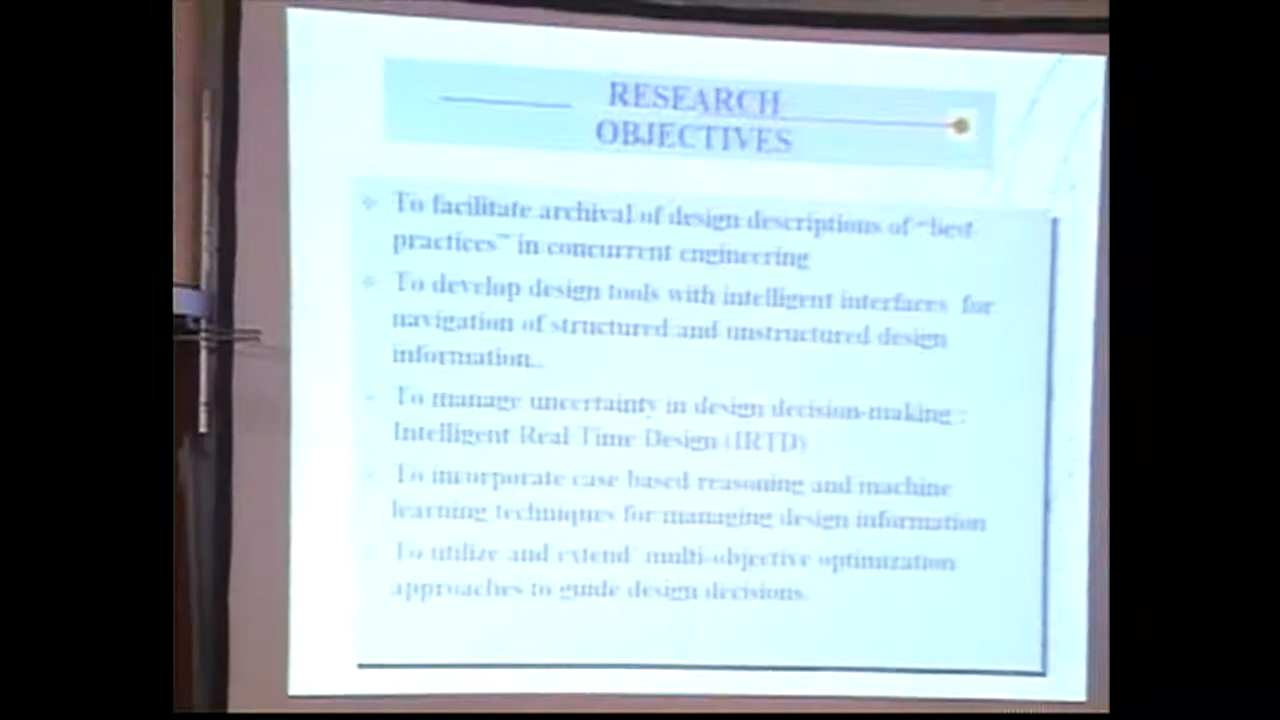 RESEARCH
OBJECTIVES
To facilitate archival of design descriptions of "best
practices" in concurrent engineering
To develop design tools with intelligent interfaces for
navigation of structured and unstructured design
information..
To manage uncertainty in design decision-making :
Intelligent Real Time Design (IRTD)
To incorporate case based reasoning and machine
learning techniques for managing design information
To utilize and extend multi-objective optimization
approaches to guide design decisions.